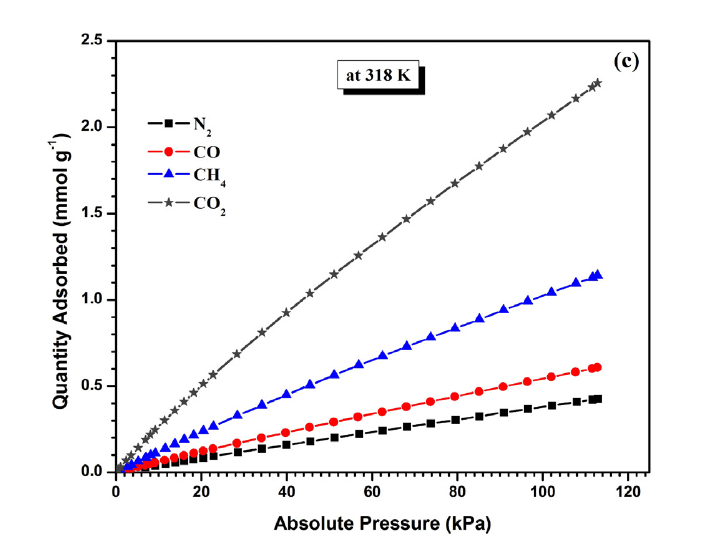 2.5
2.0
1.5
1.0
0.5
0.0
0
20
40
60
80
100
120
(c)
at 318 K
N₂
CO
CH₄
CO₂
Quantity Adsorbed (mmol g⁻¹)
Absolute Pressure (kPa)